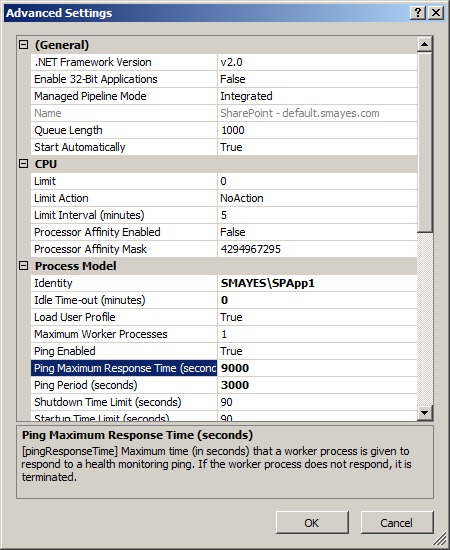 Advanced Settings
(General)
.NET Framework Version v2.0
Enable 32-Bit Applications False
Managed Pipeline Mode Integrated
Name SharePoint - default.smayes.com
Queue Length 1000
Start Automatically True
CPU
Limit 0
Limit Action NoAction
Limit Interval (minutes) 5
Processor Affinity Enabled False
Processor Affinity Mask 4294967295
Process Model
Identity SMAYES\SPApp1
Idle Time-out (minutes) 0
Load User Profile True
Maximum Worker Processes 1
Ping Enabled True
Ping Maximum Response Time (second 9000
Ping Period (seconds) 3000
Shutdown Time Limit (seconds) 90
Startup Time Limit (seconds) 90
Ping Maximum Response Time (seconds)
[pingResponseTime] Maximum time (in seconds) that a worker process is given to
respond to a health monitoring ping. If the worker process does not respond, it is
terminated.
OK Cancel